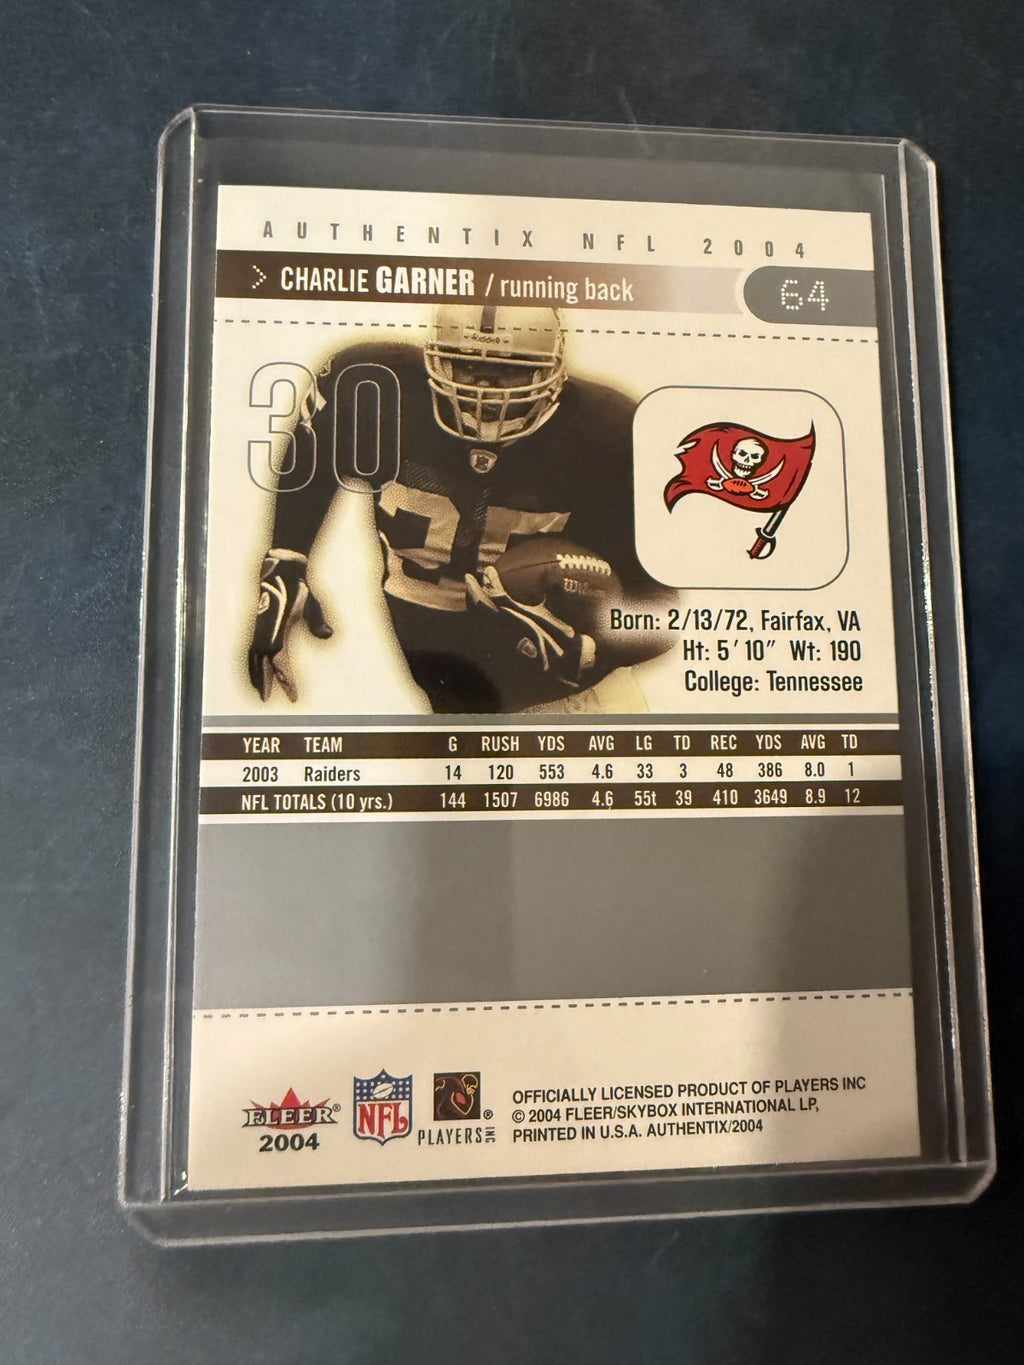 AUTHENTIX NFL 2004
CHARLIE GARNER / running back
64
30
25
Wilson
Born: 2/13/72, Fairfax, VA
Ht: 5'10" Wt: 190
College: Tennessee
YEAR TEAM G RUSH YDS AVG LG TD REC YDS AVG TD
2003 Raiders 14 120 553 4.6 33 3 48 386 8.0 1
NFL TOTALS (10 yrs.) 144 1507 6986 4.6 55t 39 410 3649 8.9 12
FLEER®
2004
NFL
®
PLAYERS INC
OFFICIALLY LICENSED PRODUCT OF PLAYERS INC
© 2004 FLEER/SKYBOX INTERNATIONAL LP,
PRINTED IN U.S.A. AUTHENTIX/2004